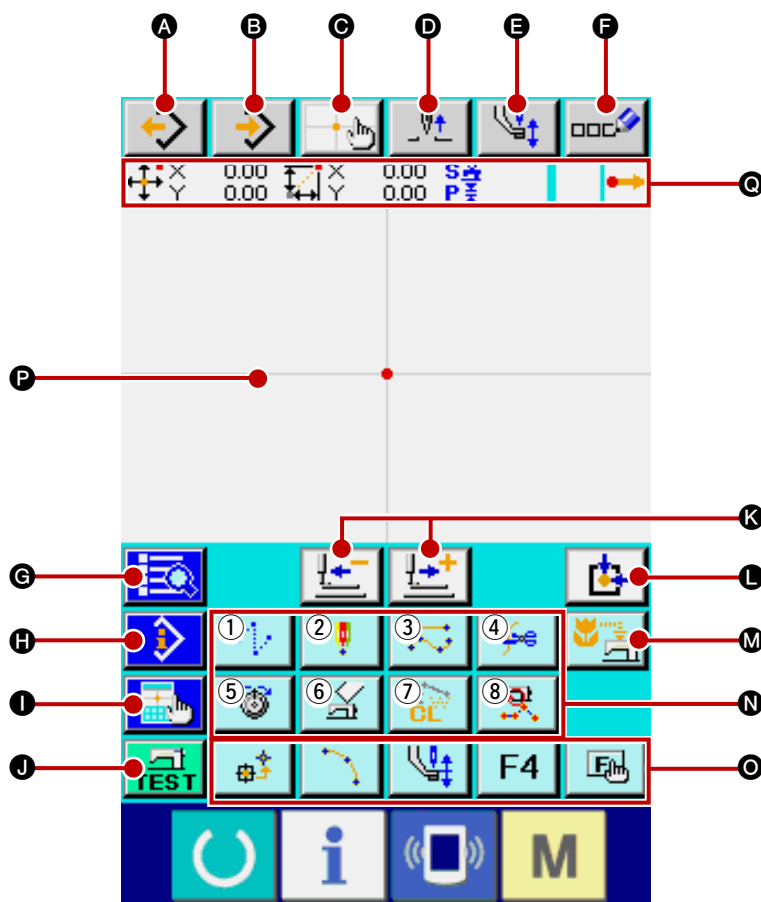 A B C D E F
X 0.00 X 0.00 S
Y 0.00 Y 0.00 P
Q
P
K
G L
H 1 2 3 4 M
I 5 6 7 CL 8 N
J TEST F4 F O
i M